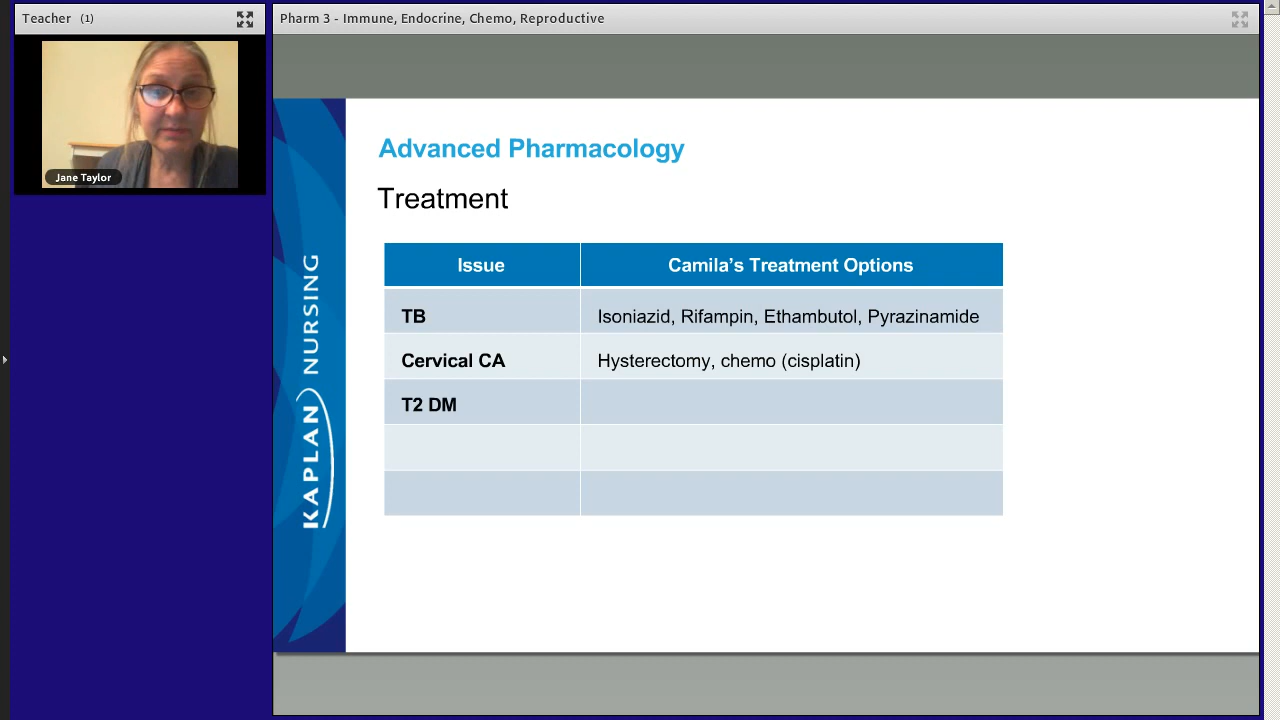 Teacher (1)
Pharm 3 - Immune, Endocrine, Chemo, Reproductive
Jane Taylor
KAPLAN NURSING
Advanced Pharmacology
Treatment
Issue Camila’s Treatment Options
TB Isoniazid, Rifampin, Ethambutol, Pyrazinamide
Cervical CA Hysterectomy, chemo (cisplatin)
T2 DM